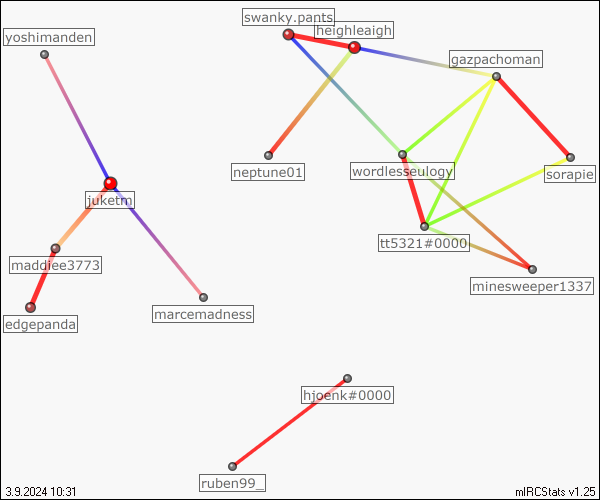 swanky.pants
heighleaigh
yoshimanden
gazpachoman
neptune01
wordlesseulogy
sorapie
juketm
tt5321#0000
maddiee3773
minesweeper1337
marcemadness
edgepanda
hjoenk#0000
ruben99_
3.9.2024 10:31
mIRCStats v1.25